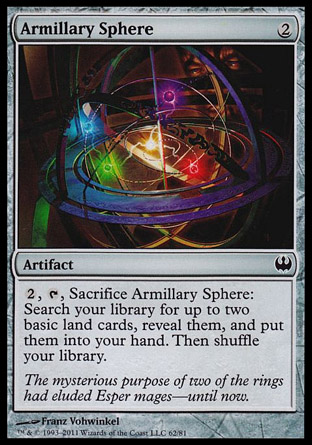 Armillary Sphere 2
Artifact
2, T, Sacrifice Armillary Sphere:
Search your library for up to two
basic land cards, reveal them, and put
them into your hand. Then shuffle
your library.
The mysterious purpose of two of the rings
had eluded Esper mages—until now.
Franz Vohwinkel
™ & © 1993–2011 Wizards of the Coast LLC 62/81